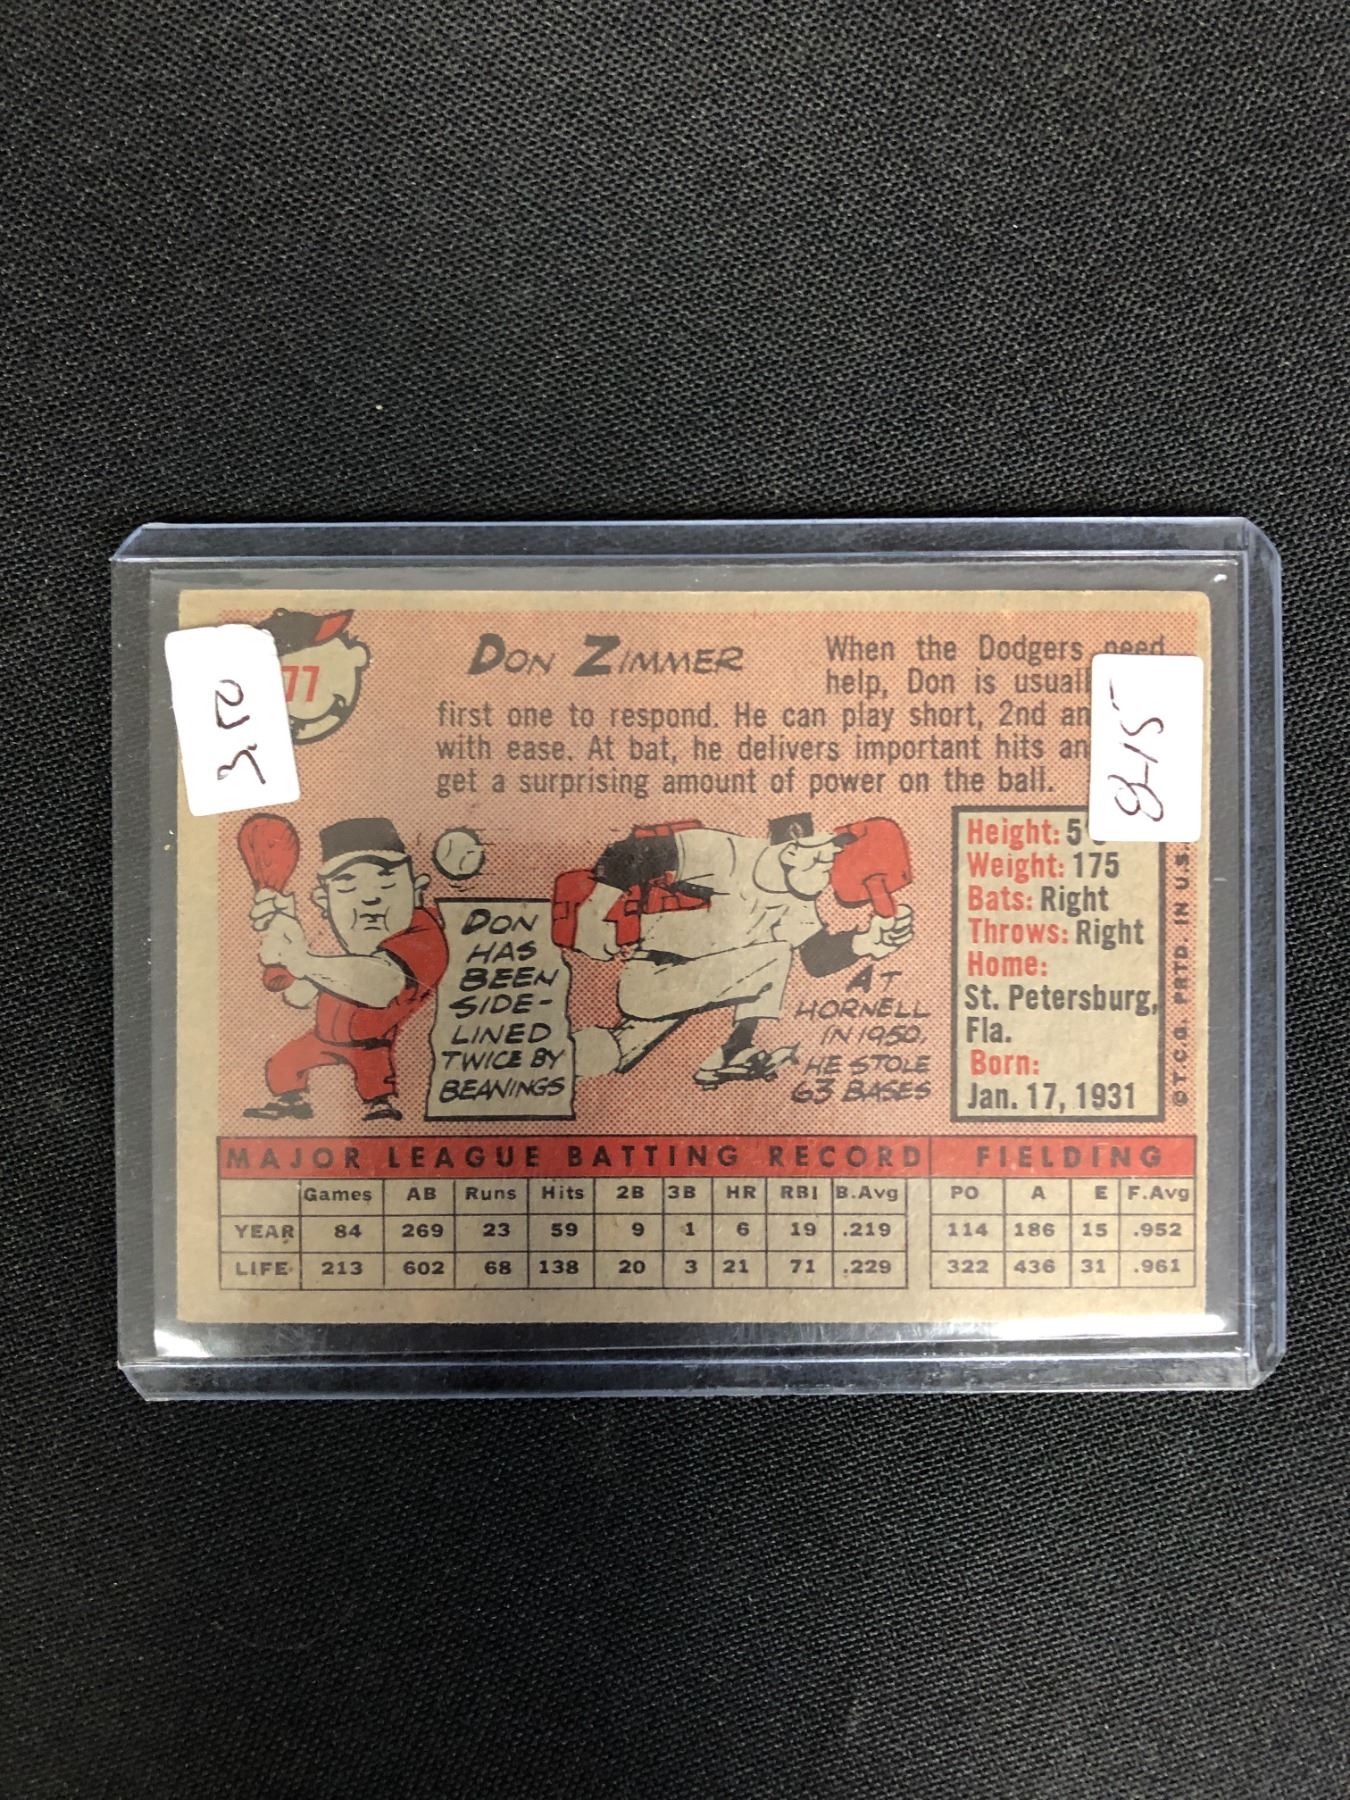 77
DON ZIMMER
When the Dodgers need
help, Don is usuall
first one to respond. He can play short, 2nd an
with ease. At bat, he delivers important hits an
get a surprising amount of power on the ball.
3.50
8-15
DON
HAS
BEEN
SIDE-
LINED
TWICE BY
BEANINGS
AT
HORNELL
IN 1950,
HE STOLE
63 BASES
Height: 5
Weight: 175
Bats: Right
Throws: Right
Home:
St. Petersburg,
Fla.
Born:
Jan. 17, 1931
© T.C.G. PRTD. IN U.S.
MAJOR LEAGUE BATTING RECORD FIELDING
Games AB Runs Hits 2B 3B HR RBI B.Avg PO A E F.Avg
YEAR 84 269 23 59 9 1 6 19 .219 114 186 15 .952
LIFE 213 602 68 138 20 3 21 71 .229 322 436 31 .961